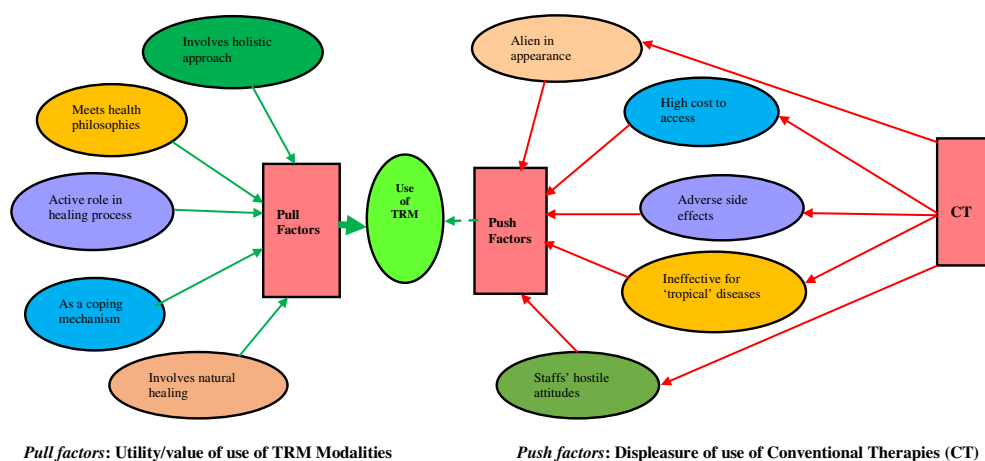 Involves holistic
approach
Meets health
philosophies
Active role in
healing process
As a coping
mechanism
Involves natural
healing
Pull
Factors
Use
of
TRM
Push
Factors
Alien in
appearance
High cost to
access
Adverse side
effects
Ineffective for
‘tropical’ diseases
Staffs’ hostile
attitudes
CT
Pull factors: Utility/value of use of TRM Modalities
Push factors: Displeasure of use of Conventional Therapies (CT)